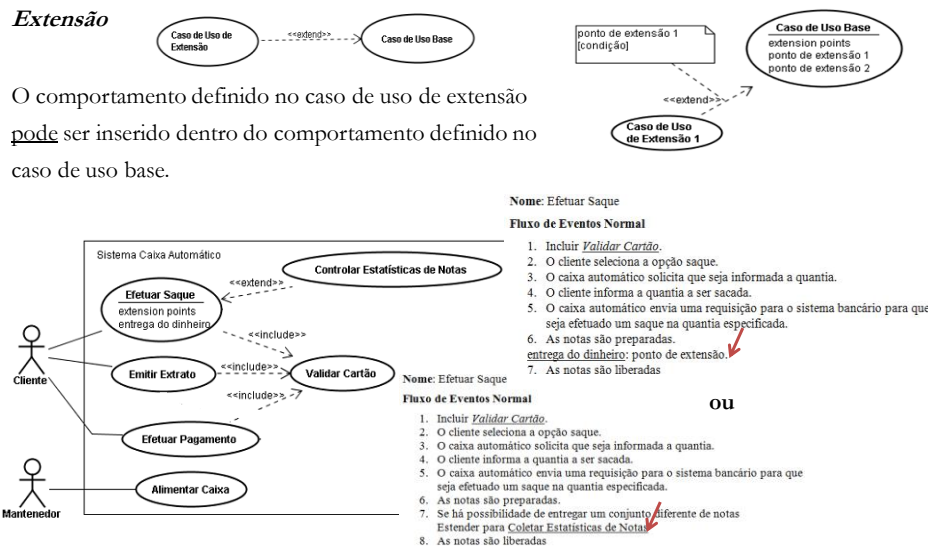 Extensão
Caso de Uso de
Extensão
<<extend>>
Caso de Uso Base
ponto de extensão 1
[condição]
Caso de Uso Base
extension points
ponto de extensão 1
ponto de extensão 2
<<extend>>
Caso de Uso
de Extensão 1
O comportamento definido no caso de uso de extensão
pode ser inserido dentro do comportamento definido no
caso de uso base.
Sistema Caixa Automático
Controlar Estatísticas de Notas
<<extend>>
Efetuar Saque
extension points
entrega do dinheiro
<<include>>
Cliente
Emitir Extrato
<<include>>
Validar Cartão
<<include>>
Efetuar Pagamento
Alimentar Caixa
Mantenedor
Nome: Efetuar Saque
Fluxo de Eventos Normal
1. Incluir Validar Cartão.
2. O cliente seleciona a opção saque.
3. O caixa automático solicita que seja informada a quantia.
4. O cliente informa a quantia a ser sacada.
5. O caixa automático envia uma requisição para o sistema bancário para que
seja efetuado um saque na quantia especificada.
6. As notas são preparadas.
entrega do dinheiro: ponto de extensão.
7. As notas são liberadas
ou
Nome: Efetuar Saque
Fluxo de Eventos Normal
1. Incluir Validar Cartão.
2. O cliente seleciona a opção saque.
3. O caixa automático solicita que seja informada a quantia.
4. O cliente informa a quantia a ser sacada.
5. O caixa automático envia uma requisição para o sistema bancário para que
seja efetuado um saque na quantia especificada.
6. As notas são preparadas.
7. Se há possibilidade de entregar um conjunto diferente de notas
Estender para Coletar Estatísticas de Notas
8. As notas são liberadas